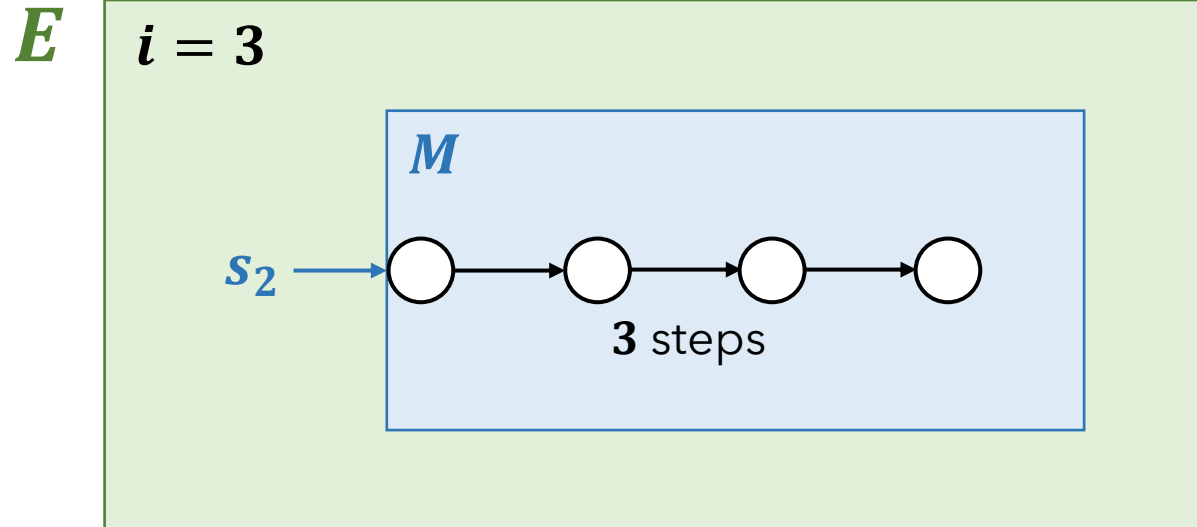 E
i = 3
M
s₂
3 steps